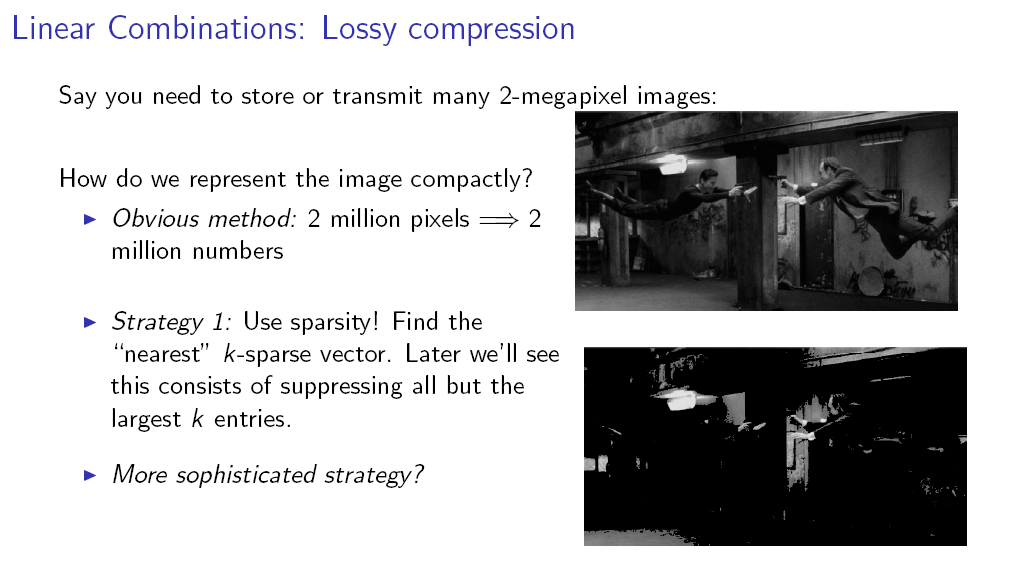 Linear Combinations: Lossy compression
Say you need to store or transmit many 2-megapixel images:
How do we represent the image compactly?
▶ Obvious method: 2 million pixels ⟹ 2
million numbers
▶ Strategy 1: Use sparsity! Find the
“nearest” k-sparse vector. Later we’ll see
this consists of suppressing all but the
largest k entries.
▶ More sophisticated strategy?